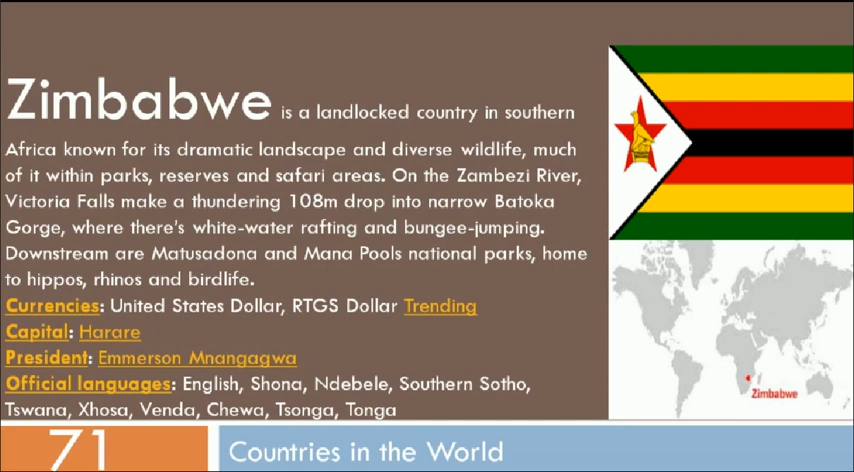 Zimbabwe is a landlocked country in southern
Africa known for its dramatic landscape and diverse wildlife, much
of it within parks, reserves and safari areas. On the Zambezi River,
Victoria Falls make a thundering 108m drop into narrow Batoka
Gorge, where there's white-water rafting and bungee-jumping.
Downstream are Matusadona and Mana Pools national parks, home
to hippos, rhinos and birdlife.
Currencies: United States Dollar, RTGS Dollar Trending
Capital: Harare
President: Emmerson Mnangagwa
Official languages: English, Shona, Ndebele, Southern Sotho,
Tswana, Xhosa, Venda, Chewa, Tsonga, Tonga
Zimbabwe
71
Countries in the World